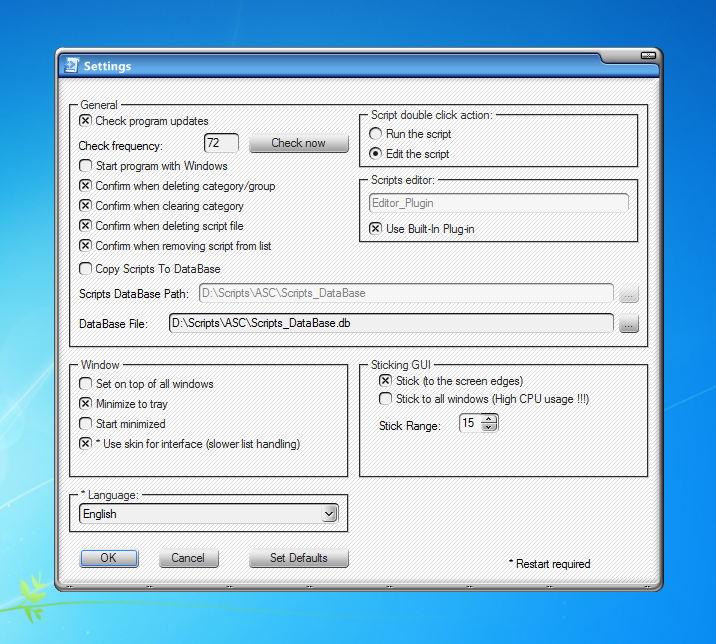 Settings
General
Check program updates
Check frequency: 72 Check now
Start program with Windows
Confirm when deleting category/group
Confirm when clearing category
Confirm when deleting script file
Confirm when removing script from list
Copy Scripts To DataBase
Script double click action:
Run the script
Edit the script
Scripts editor:
Editor_Plugin
Use Built-In Plug-in
Scripts DataBase Path: D:\Scripts\ASC\Scripts_DataBase ...
DataBase File: D:\Scripts\ASC\Scripts_DataBase.db ...
Window
Set on top of all windows
Minimize to tray
Start minimized
* Use skin for interface (slower list handling)
Sticking GUI
Stick (to the screen edges)
Stick to all windows (High CPU usage !!!)
Stick Range: 15
* Language:
English
OK Cancel Set Defaults
* Restart required